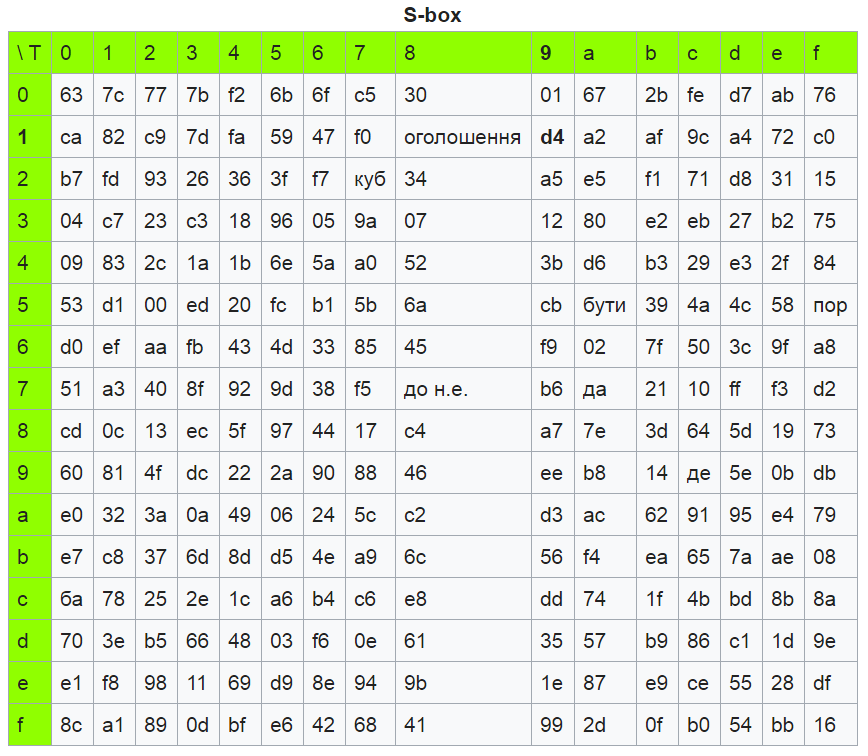 S-box
\ T 0 1 2 3 4 5 6 7 8 9 a b c d e f
0 63 7c 77 7b f2 6b 6f c5 30 01 67 2b fe d7 ab 76
1 ca 82 c9 7d fa 59 47 f0 оголошення d4 a2 af 9c a4 72 c0
2 b7 fd 93 26 36 3f f7 куб 34 a5 e5 f1 71 d8 31 15
3 04 c7 23 c3 18 96 05 9a 07 12 80 e2 eb 27 b2 75
4 09 83 2c 1a 1b 6e 5a a0 52 3b d6 b3 29 e3 2f 84
5 53 d1 00 ed 20 fc b1 5b 6a cb бути 39 4a 4c 58 пор
6 d0 ef aa fb 43 4d 33 85 45 f9 02 7f 50 3c 9f a8
7 51 a3 40 8f 92 9d 38 f5 до н.е. b6 да 21 10 ff f3 d2
8 cd 0c 13 ec 5f 97 44 17 c4 a7 7e 3d 64 5d 19 73
9 60 81 4f dc 22 2a 90 88 46 ee b8 14 де 5e 0b db
a e0 32 3a 0a 49 06 24 5c c2 d3 ac 62 91 95 e4 79
b e7 c8 37 6d 8d d5 4e a9 6c 56 f4 ea 65 7a ae 08
c ба 78 25 2e 1c a6 b4 c6 e8 dd 74 1f 4b bd 8b 8a
d 70 3e b5 66 48 03 f6 0e 61 35 57 b9 86 c1 1d 9e
e e1 f8 98 11 69 d9 8e 94 9b 1e 87 e9 ce 55 28 df
f 8c a1 89 0d bf e6 42 68 41 99 2d 0f b0 54 bb 16